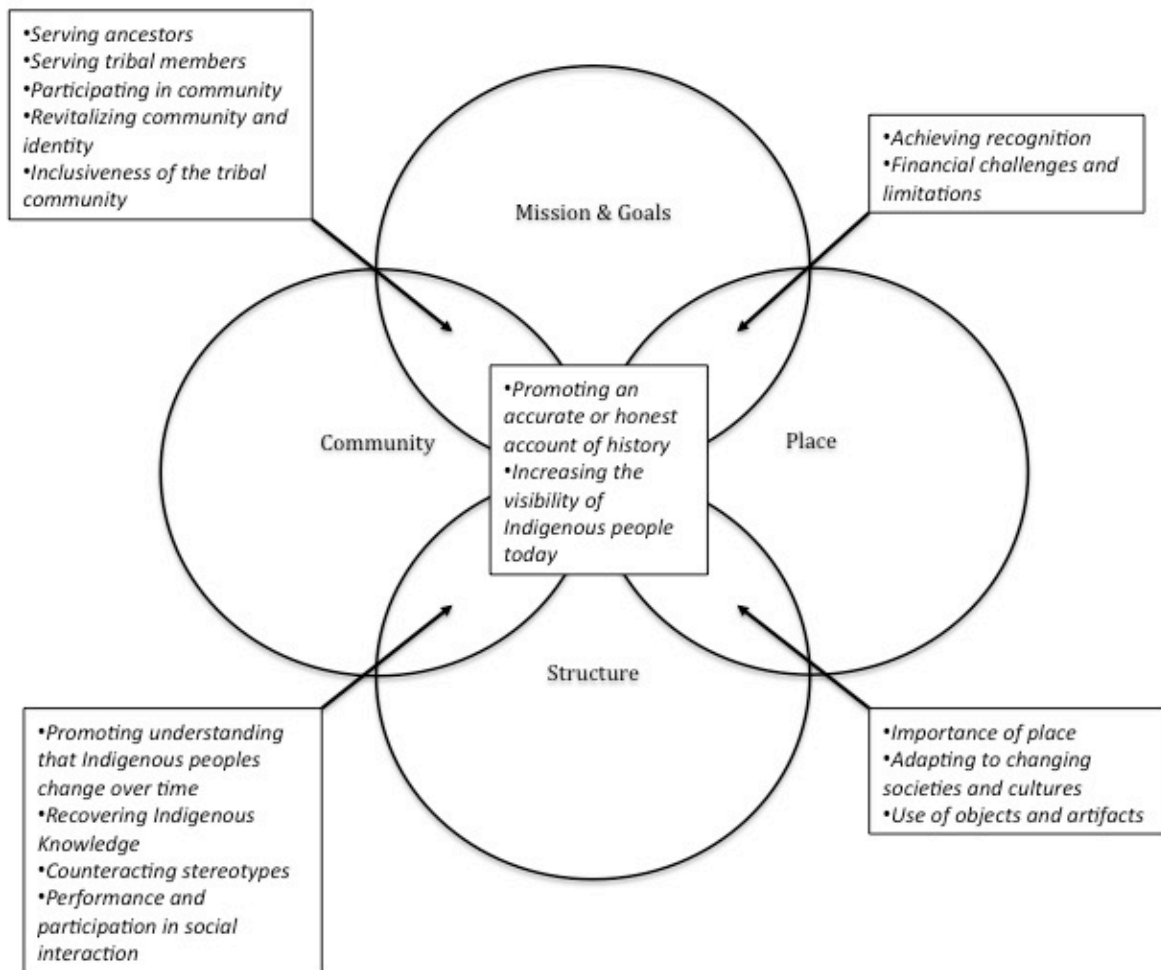 •Serving ancestors
•Serving tribal members
•Participating in community
•Revitalizing community and
identity
•Inclusiveness of the tribal
community
•Achieving recognition
•Financial challenges and
limitations
Mission & Goals
Community
•Promoting an
accurate or honest
account of history
•Increasing the
visibility of
Indigenous people
today
Place
Structure
•Promoting understanding
that Indigenous peoples
change over time
•Recovering Indigenous
Knowledge
•Counteracting stereotypes
•Performance and
participation in social
interaction
•Importance of place
•Adapting to changing
societies and cultures
•Use of objects and artifacts